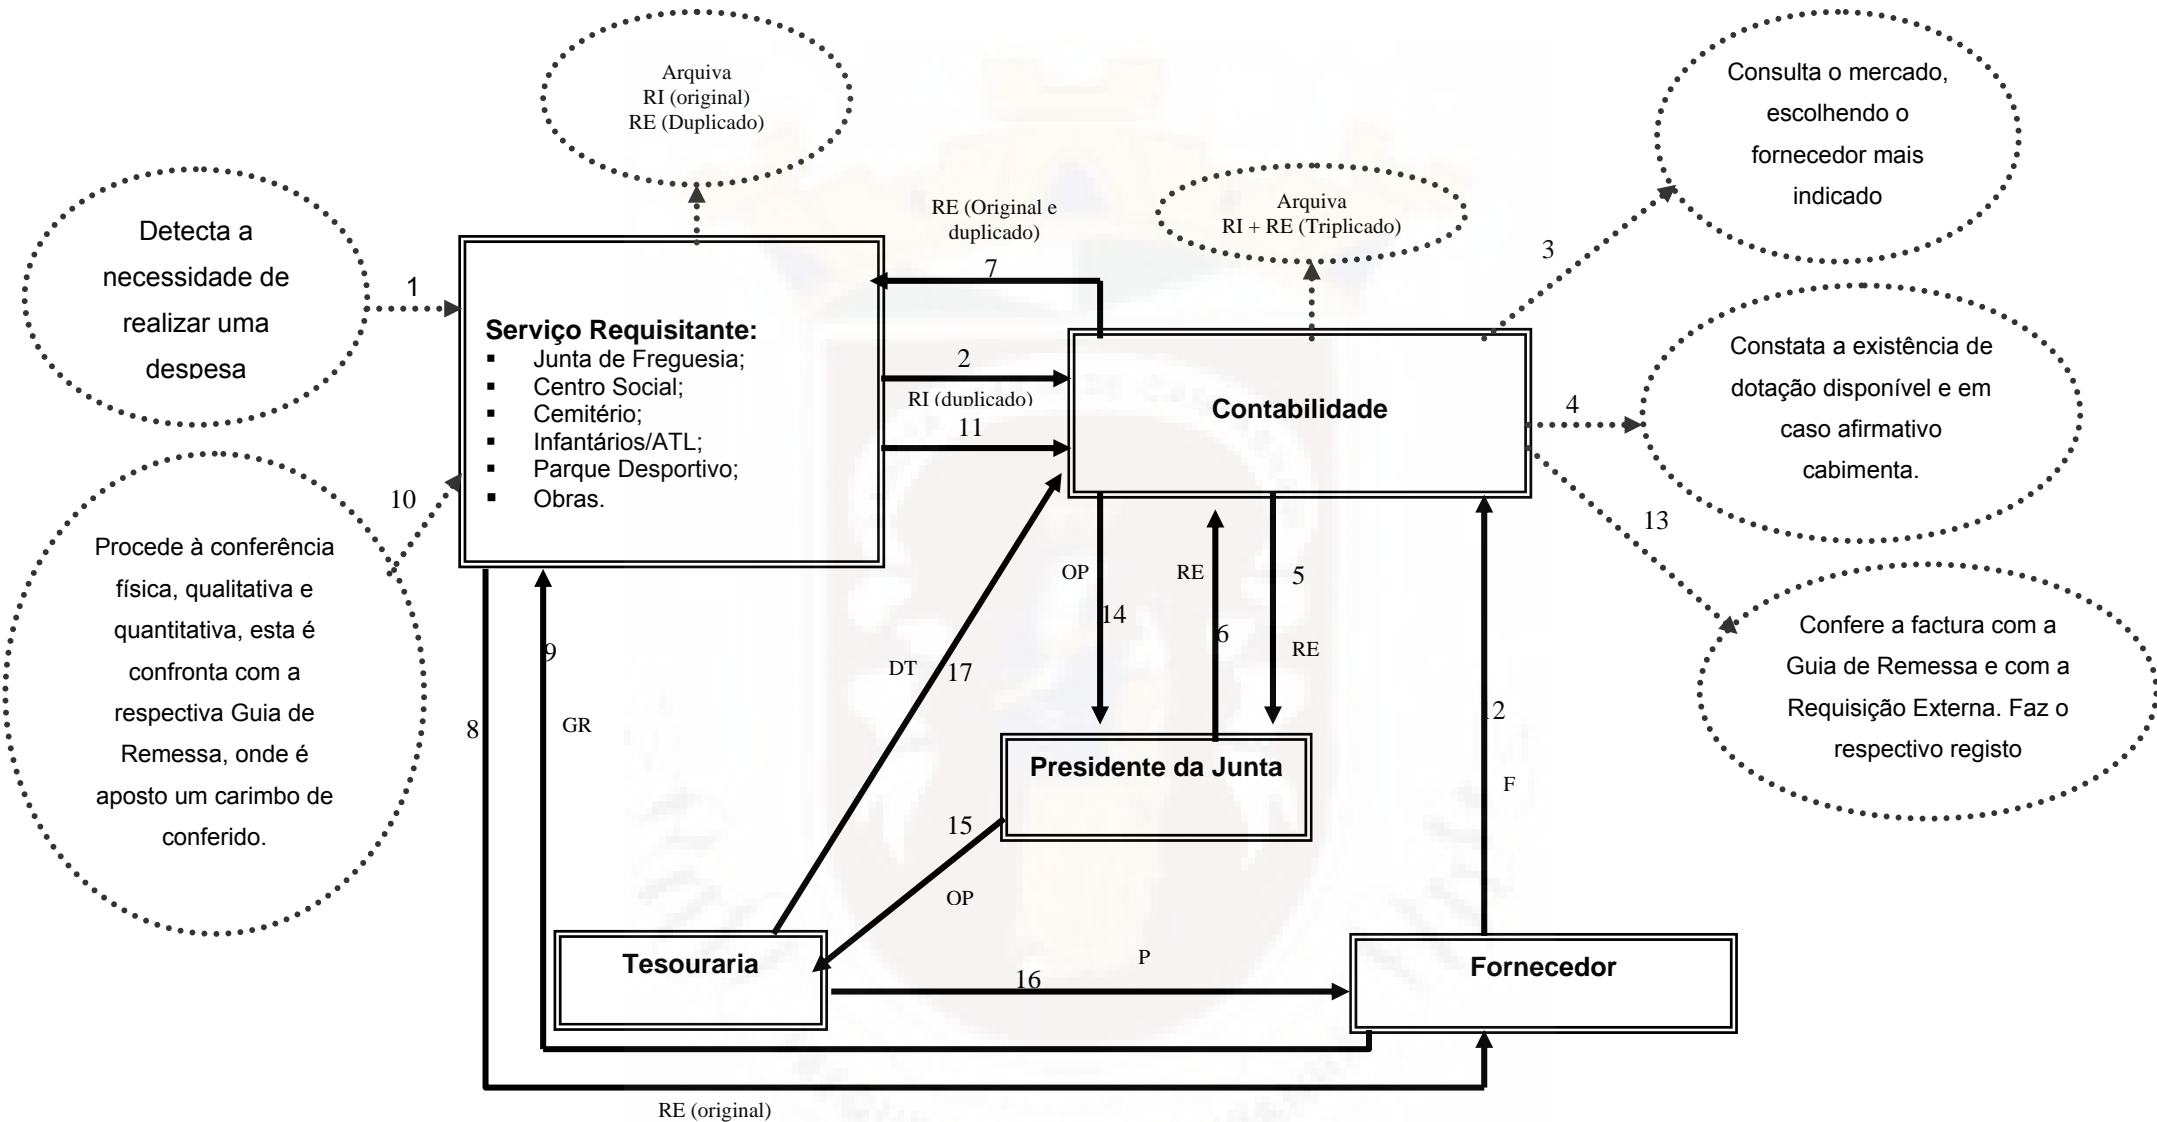 Arquiva
RI (original)
RE (Duplicado)
Consulta o mercado,
escolhendo o
fornecedor mais
indicado
Detecta a
necessidade de
realizar uma
despesa
1
RE (Original e
duplicado)
7
Arquiva
RI + RE (Triplicado)
3
Serviço Requisitante:
▪ Junta de Freguesia;
▪ Centro Social;
▪ Cemitério;
▪ Infantários/ATL;
▪ Parque Desportivo;
▪ Obras.
2
RI (duplicado)
11
Contabilidade
4
Constata a existência de
dotação disponível e em
caso afirmativo
cabimenta.
10
Procede à conferência
física, qualitativa e
quantitativa, esta é
confronta com a
respectiva Guia de
Remessa, onde é
aposto um carimbo de
conferido.
13
Confere a factura com a
Guia de Remessa e com a
Requisição Externa. Faz o
respectivo registo
OP
14
RE
6
5
RE
9
GR
8
DT
17
12
F
Presidente da Junta
15
OP
Tesouraria
16
P
Fornecedor
RE (original)